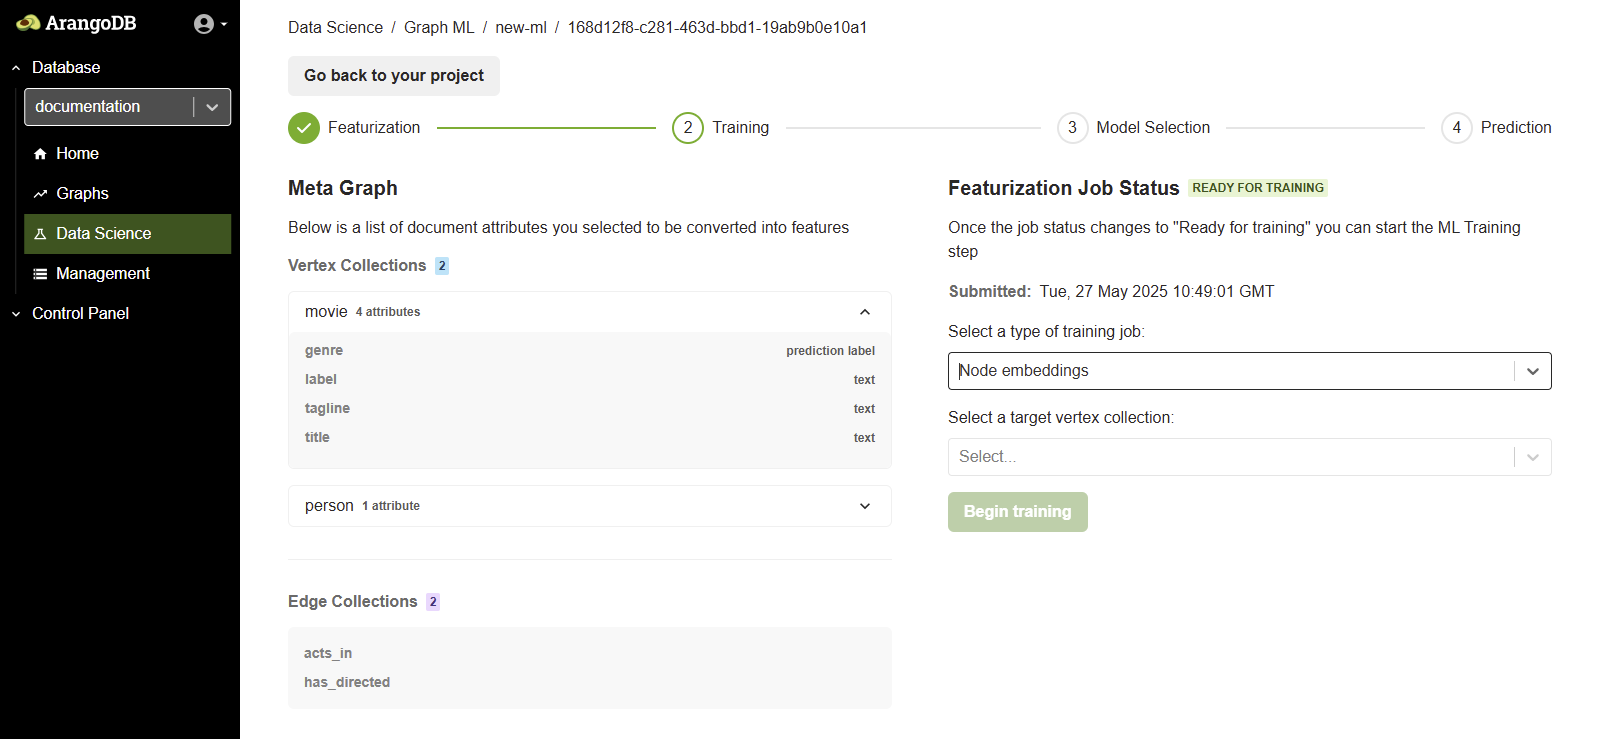 ArangoDB
Database
documentation
Home
Graphs
Data Science
Management
Control Panel
Data Science / Graph ML / new-ml / 168d12f8-c281-463d-bbd1-19ab9b0e10a1
Go back to your project
Featurization
2 Training
3 Model Selection
4 Prediction
Meta Graph
Below is a list of document attributes you selected to be converted into features
Vertex Collections 2
movie 4 attributes
genre prediction label
label text
tagline text
title text
person 1 attribute
Edge Collections 2
acts_in
has_directed
Featurization Job Status READY FOR TRAINING
Once the job status changes to "Ready for training" you can start the ML Training
step
Submitted: Tue, 27 May 2025 10:49:01 GMT
Select a type of training job:
Node embeddings
Select a target vertex collection:
Select...
Begin training